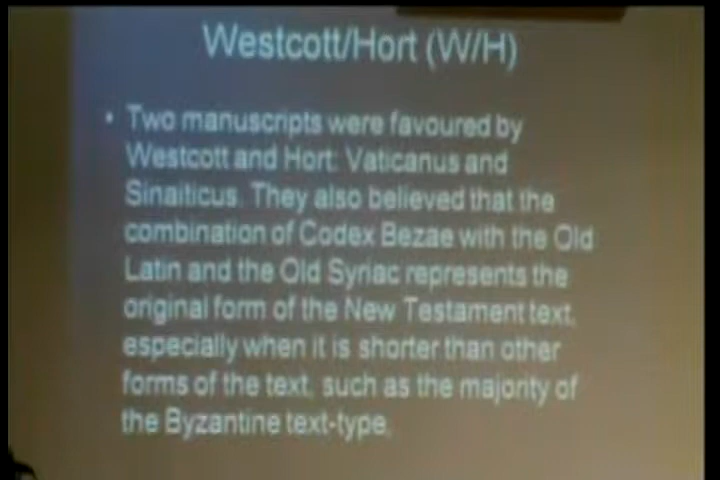 Westcott/Hort (W/H)
• Two manuscripts were favoured by
Westcott and Hort: Vaticanus and
Sinaiticus. They also believed that the
combination of Codex Bezae with the Old
Latin and the Old Syriac represents the
original form of the New Testament text,
especially when it is shorter than other
forms of the text, such as the majority of
the Byzantine text-type.